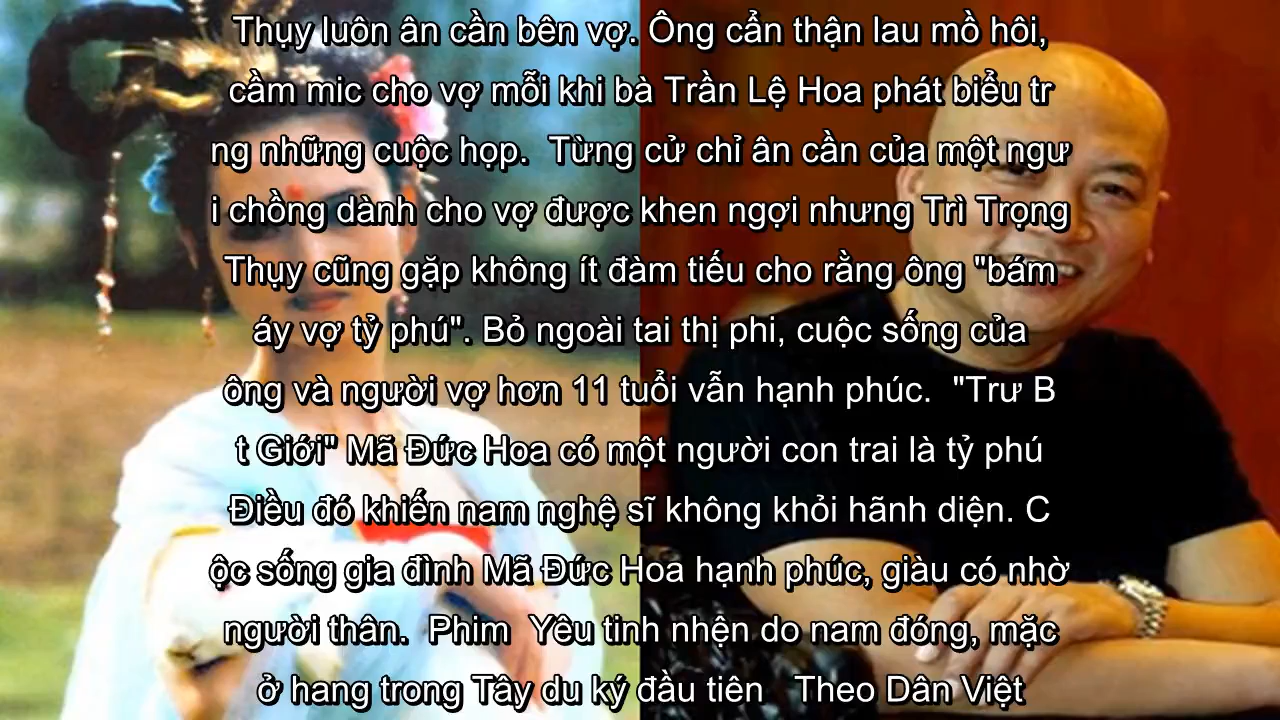 Thụy luôn ân cần bên vợ. Ông cẩn thận lau mồ hôi,
cầm mic cho vợ mỗi khi bà Trần Lệ Hoa phát biểu tr
ng những cuộc họp.  Từng cử chỉ ân cần của một ngư
i chồng dành cho vợ được khen ngợi nhưng Trì Trọng
Thụy cũng gặp không ít đàm tiếu cho rằng ông "bám
áy vợ tỷ phú". Bỏ ngoài tai thị phi, cuộc sống của
ông và người vợ hơn 11 tuổi vẫn hạnh phúc.  "Trư B
t Giới" Mã Đức Hoa có một người con trai là tỷ phú
Điều đó khiến nam nghệ sĩ không khỏi hãnh diện. C
ộc sống gia đình Mã Đức Hoa hạnh phúc, giàu có nhờ
người thân.  Phim  Yêu tinh nhện do nam đóng, mặc
ở hang trong Tây du ký đầu tiên   Theo Dân Việt